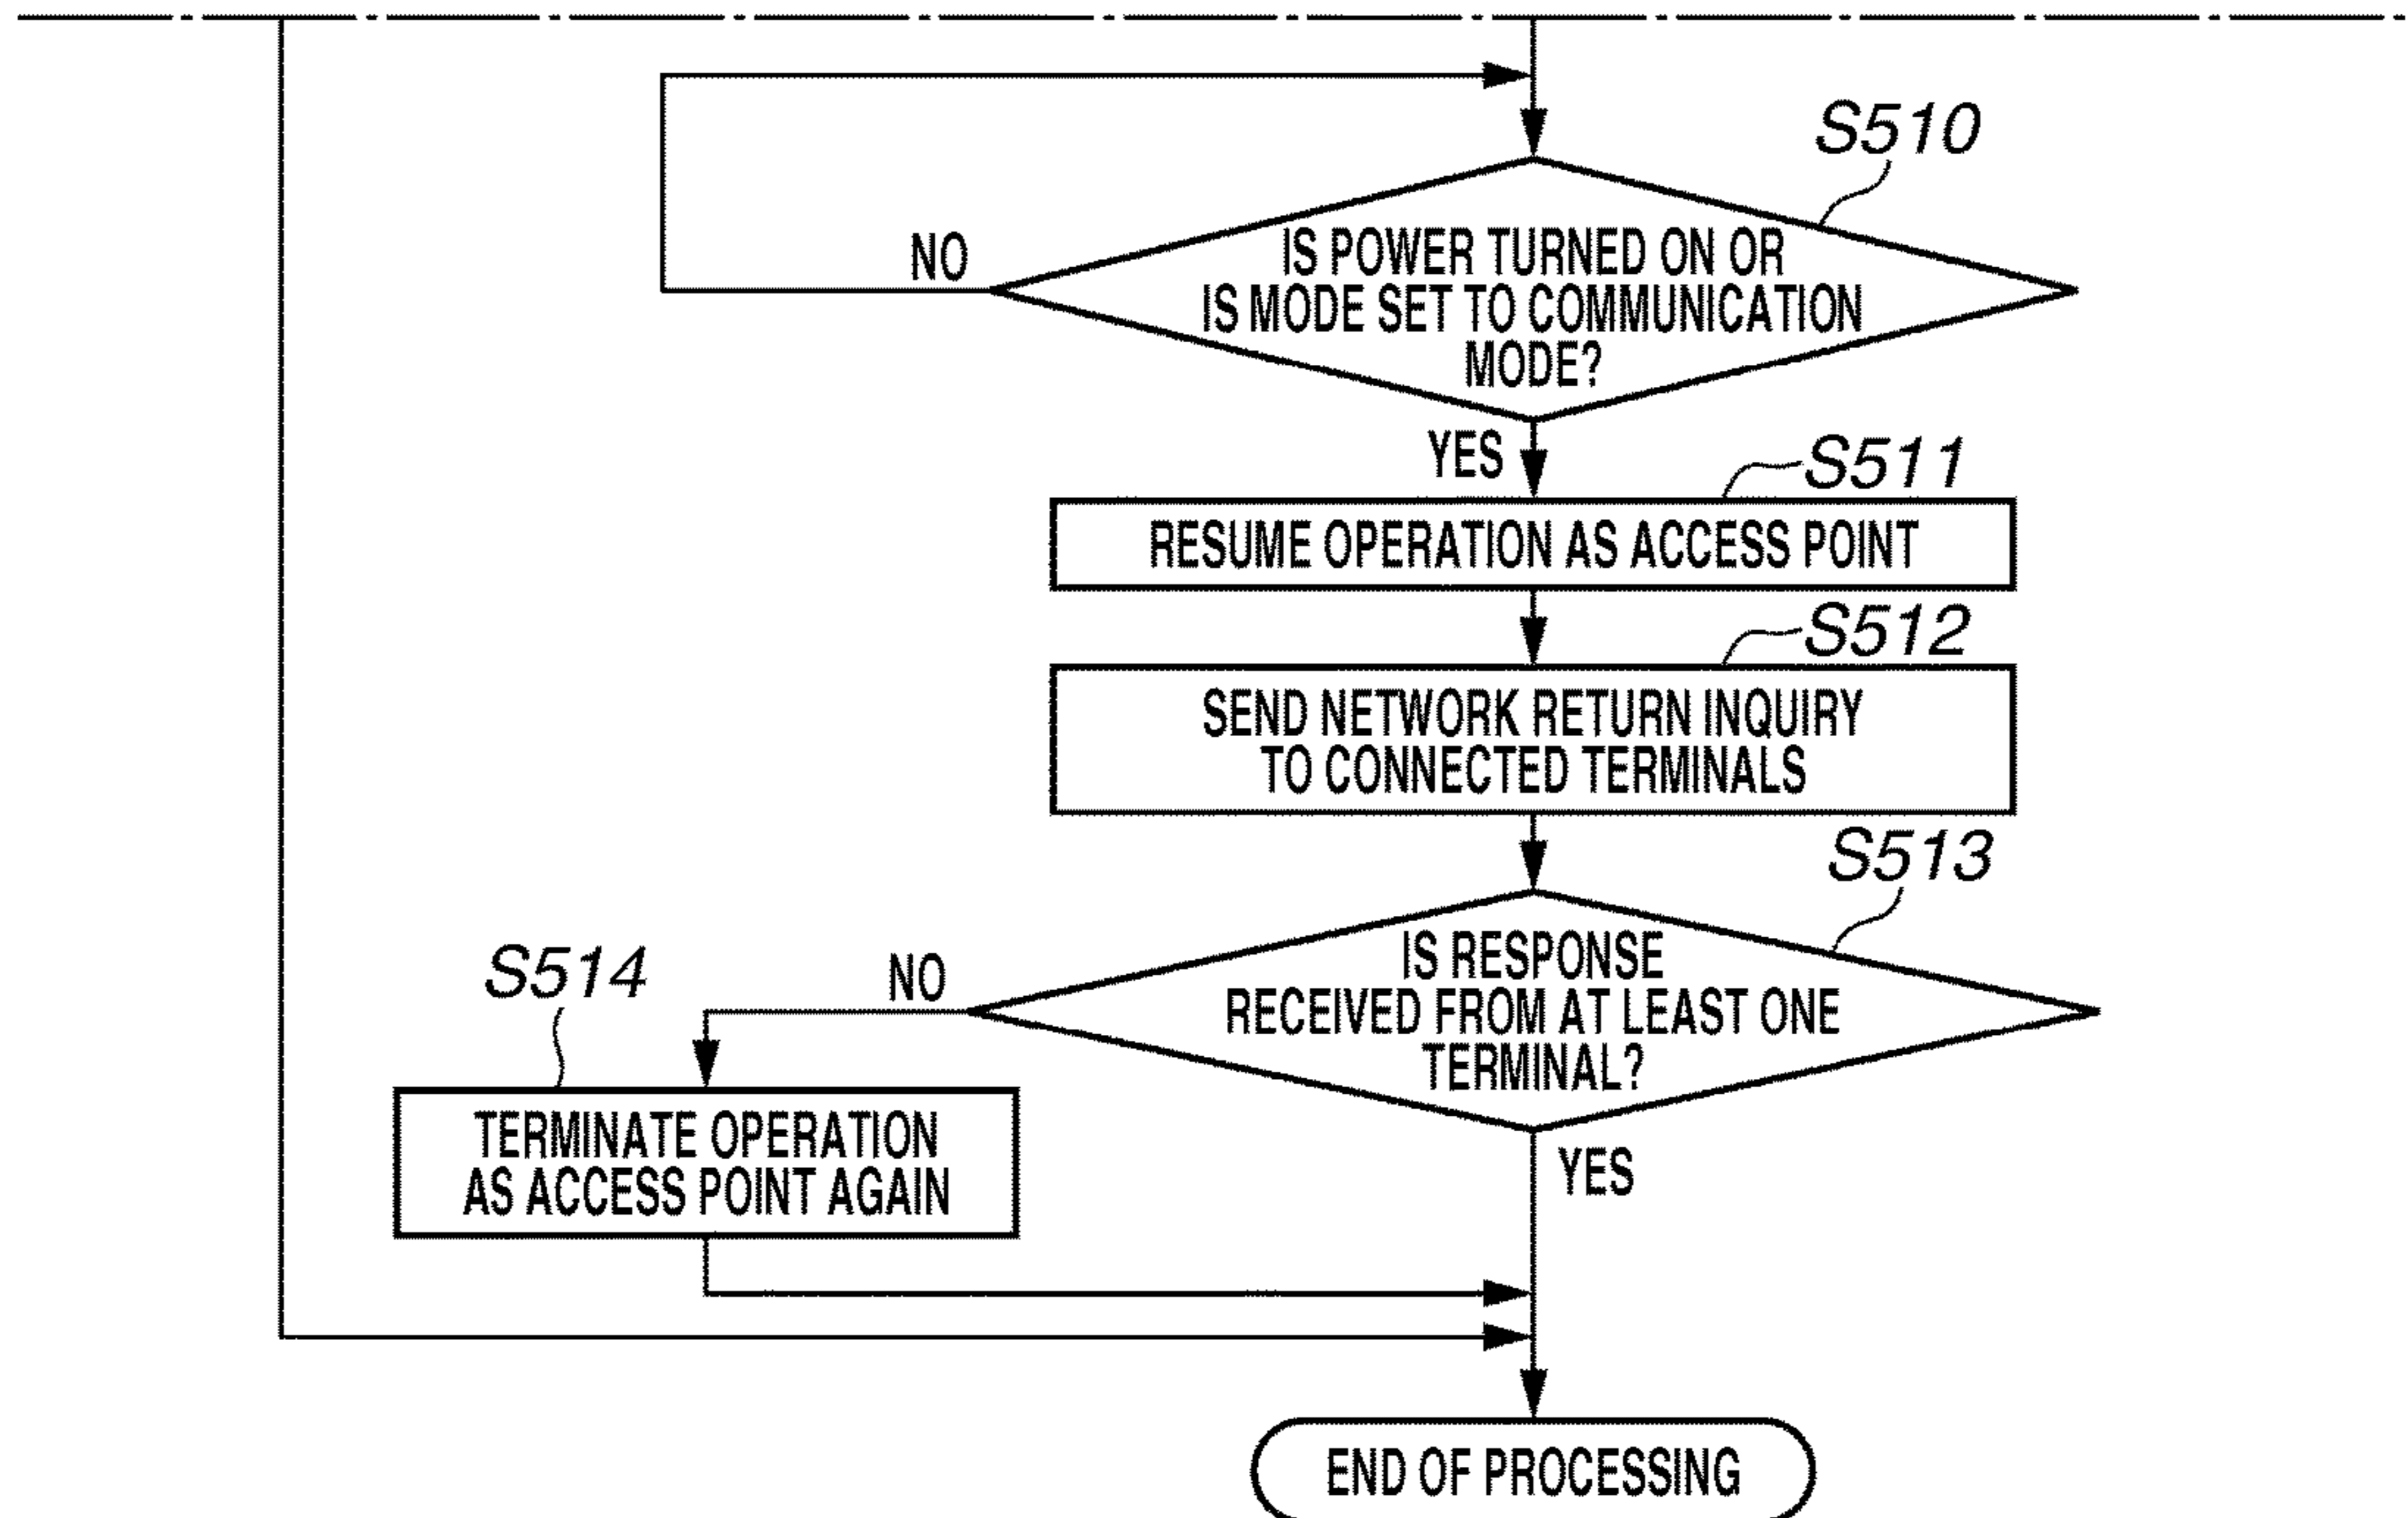 S510
IS POWER TURNED ON OR
IS MODE SET TO COMMUNICATION
MODE?
NO
YES
S511
RESUME OPERATION AS ACCESS POINT
S512
SEND NETWORK RETURN INQUIRY
TO CONNECTED TERMINALS
S513
IS RESPONSE
RECEIVED FROM AT LEAST ONE
TERMINAL?
NO
S514
TERMINATE OPERATION
AS ACCESS POINT AGAIN
YES
END OF PROCESSING